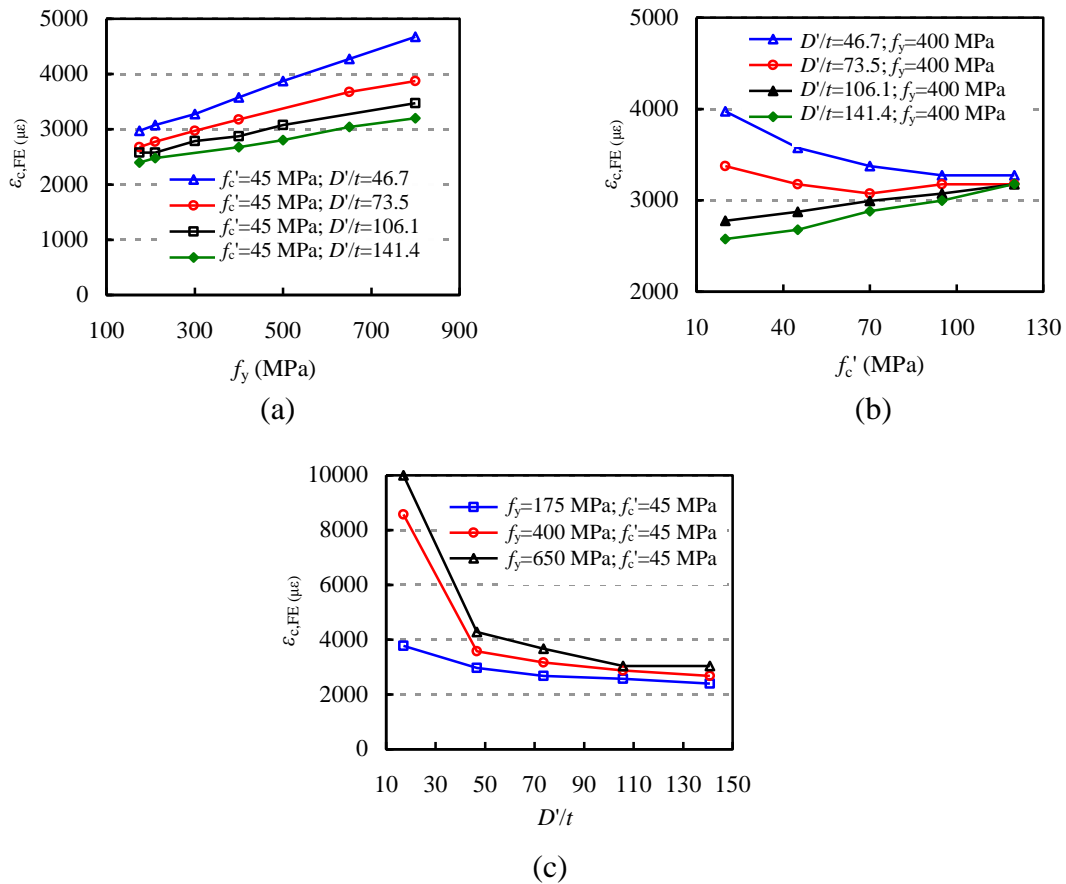 5000
4000
3000
2000
1000
0
εc,FE (με)
fc'=45 MPa; D'/t=46.7
fc'=45 MPa; D'/t=73.5
fc'=45 MPa; D'/t=106.1
fc'=45 MPa; D'/t=141.4
100 300 500 700 900
fy (MPa)
(a)
5000
4000
3000
2000
εc,FE (με)
D'/t=46.7; fy=400 MPa
D'/t=73.5; fy=400 MPa
D'/t=106.1; fy=400 MPa
D'/t=141.4; fy=400 MPa
10 40 70 100 130
fc' (MPa)
(b)
10000
8000
6000
4000
2000
0
εc,FE (με)
fy=175 MPa; fc'=45 MPa
fy=400 MPa; fc'=45 MPa
fy=650 MPa; fc'=45 MPa
10 30 50 70 90 110 130 150
D'/t
(c)